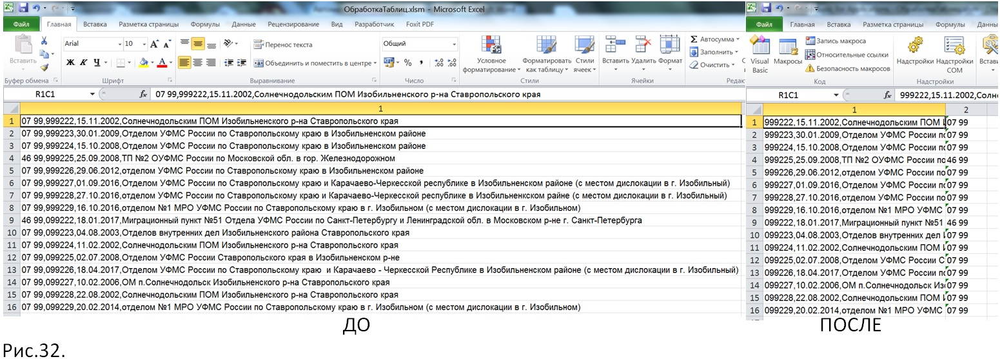 ОбработкаТаблиц.xlsm - Microsoft Excel
Файл Главная Вставка Разметка страницы Формулы Данные Рецензирование Вид Разработчик Foxit PDF
Вставить
Буфер обмена
Arial 10
Ж К Ч А
Шрифт
Перенос текста
Объединить и поместить в центре
Выравнивание
Общий
% ,00
Число
Условное форматирование
Форматировать как таблицу
Стили ячеек
Стили
Вставить Удалить Формат
Ячейки
Σ Автосумма
Заполнить
Очистить
Редак
R1C1 fx 07 99,999222,15.11.2002,Солнечнодольским ПОМ Изобильненского р-на Ставропольского края
1
1 07 99,999222,15.11.2002,Солнечнодольским ПОМ Изобильненского р-на Ставропольского края
2 07 99,999223,30.01.2009,Отделом УФМС России по Ставропольскому краю в Изобильненском районе
3 07 99,999224,15.10.2008,Отделом УФМС России по Ставропольскому краю в Изобильненском районе
4 46 99,999225,25.09.2008,ТП №2 ОУФМС России по Московской обл. в гор. Железнодорожном
5 07 99,999226,29.06.2012,отделом УФМС России по Ставропольскому краю в Изобильненском районе
6 07 99,999227,01.09.2016,отделом УФМС России по Ставропольскому краю и Карачаево-Черкесской республике в Изобильненском районе (с местом дислокации в г. Изобильный)
7 07 99,999228,27.10.2016,отделом УФМС России по Ставропольскому краю и Карачаево-Черкесской республике в Изобильненкском райне (с местом дислокации в г. Изобильный)
8 07 99,999229,16.10.2016,отделом №1 МРО УФМС России по Ставропольскому краю в г. Изобильном (с местом дислокации в г. Изобильном)
9 46 99,099222,18.01.2017,Миграционный пункт №51 Отдела УФМС России по Санкт-Петербургу и Ленинградской обл. в Московском р-не г. Санкт-Петербурга
10 07 99,099223,04.08.2003,Отделов внутренних дел Изобильненского района Ставропольского края
11 07 99,099224,11.02.2002,Солнечнодольским ПОМ Изобильненского р-на Ставропольского края
12 07 99,099225,02.07.2008,Отделом УФМС России Ставропольского края в Изобильненском р-не
13 07 99,099226,18.04.2017,Отделом УФМС России по Ставропольскому краю и Карачаево - Черкесской Республике в Изобильненском районе (с местом дислокации в г. Изобильный)
14 07 99,099227,10.02.2006,ОМ п.Солнечнодольск Изобильненского р-на Ставропольского края
15 07 99,099228,22.08.2002,Солнечнодольским ПОМ Изобильненского р-на Ставропольского края
16 07 99,099229,20.02.2014,отделом №1 МРО УФМС России по Ставропольскому краю в г. Изобильном (с местом дислокации в г. Изобильном)
ДО
Файл Главная Вставка Разметка страницы Формулы Данны
Visual Basic
Макросы
Запись макроса
Относительные ссылки
Безопасность макросов
Код
Надстройки
Надстройки COM
Надстройки
Встави
R1C1 fx 999222,15.11.2002,Солн
1 2
1 999222,15.11.2002,Солнечнодольским ПОМ 07 99
2 999223,30.01.2009,Отделом УФМС России по 07 99
3 999224,15.10.2008,Отделом УФМС России по 07 99
4 999225,25.09.2008,ТП №2 ОУФМС России по 46 99
5 999226,29.06.2012,отделом УФМС России по 07 99
6 999227,01.09.2016,отделом УФМС России по 07 99
7 999228,27.10.2016,отделом УФМС России по 07 99
8 999229,16.10.2016,отделом №1 МРО УФМС 07 99
9 099222,18.01.2017,Миграционный пункт №51 46 99
10 099223,04.08.2003,Отделов внутренних дел 07 99
11 099224,11.02.2002,Солнечнодольским ПОМ 07 99
12 099225,02.07.2008,Отделом УФМС России С 07 99
13 099226,18.04.2017,Отделом УФМС России по 07 99
14 099227,10.02.2006,ОМ п.Солнечнодольск Из 07 99
15 099228,22.08.2002,Солнечнодольским ПОМ 07 99
16 099229,20.02.2014,отделом №1 МРО УФМС 07 99
ПОСЛЕ
Рис.32.